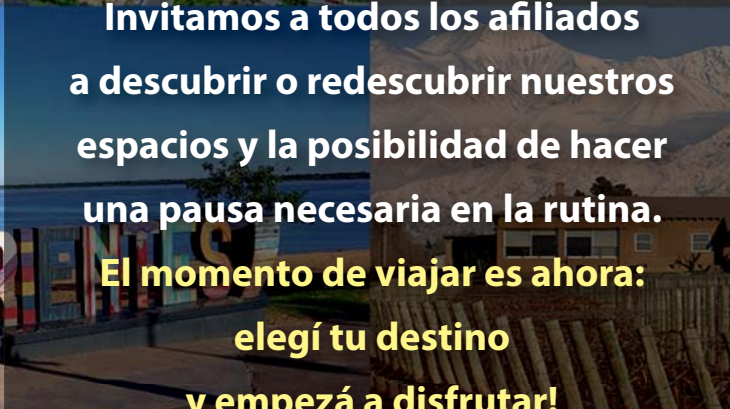 Invitamos a todos los afiliados
a descubrir o redescubrir nuestros
espacios y la posibilidad de hacer
una pausa necesaria en la rutina.
IENTES
El momento de viajar es ahora:
elegí tu destino
y empezá a disfrutar!